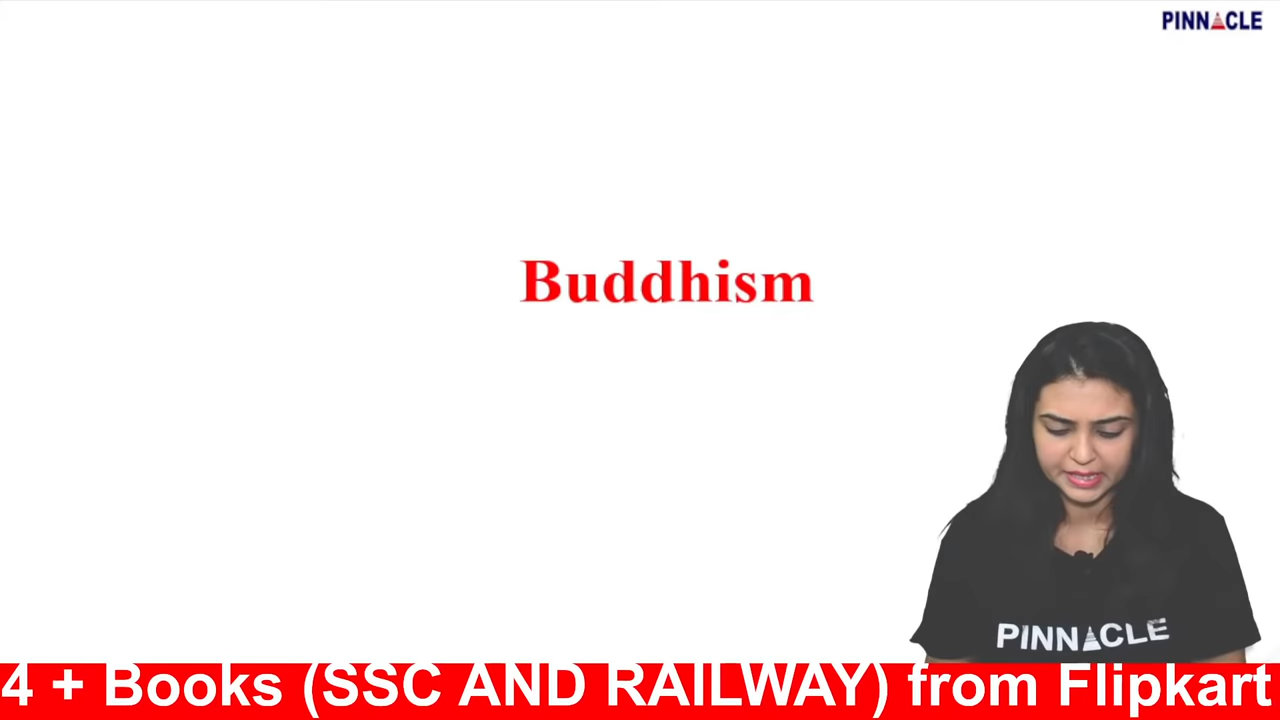 PINNACLE
Buddhism
PINNACLE
4 + Books (SSC AND RAILWAY) from Flipkart